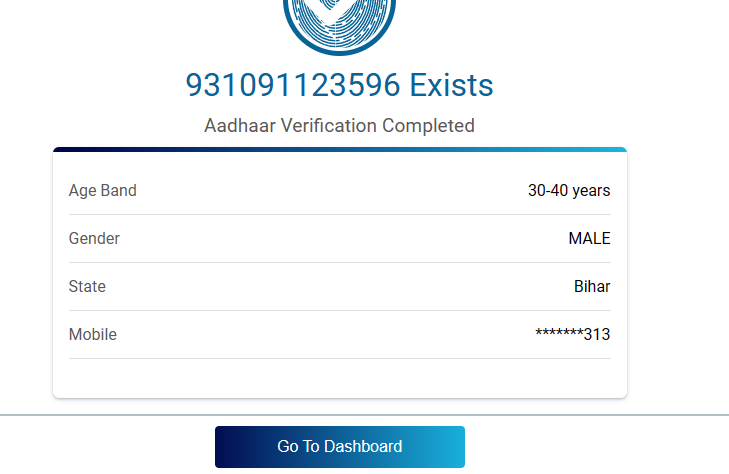 931091123596 Exists
Aadhaar Verification Completed
Age Band 30-40 years
Gender MALE
State Bihar
Mobile *******313
Go To Dashboard